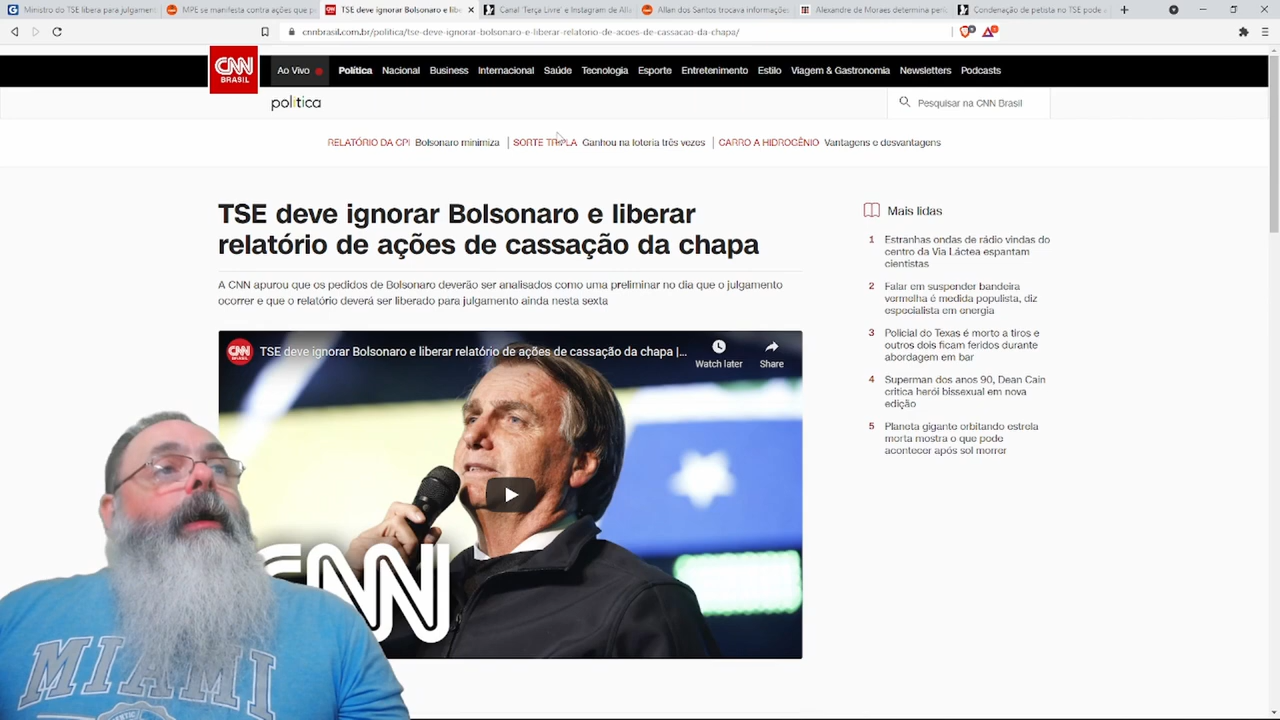 Ministro do TSE libera para julgament
MPE se manifesta contra ações que p
TSE deve ignorar Bolsonaro e libe
Canal 'Terça Livre' e Instagram de Alla
Allan dos Santos trocava informações
Alexandre de Moraes determina pen
Condenação de petista no TSE pode a
cnnbrasil.com.br/politica/tse-deve-ignorar-bolsonaro-e-liberar-relatorio-de-acoes-de-cassacao-da-chapa/
CNN
BRASIL
Ao Vivo
Política Nacional Business Internacional Saúde Tecnologia Esporte Entretenimento Estilo Viagem & Gastronomia Newsletters Podcasts
política
Pesquisar na CNN Brasil
RELATÓRIO DA CPI Bolsonaro minimiza | SORTE TRIPLA Ganhou na loteria três vezes | CARRO A HIDROGÊNIO Vantagens e desvantagens
TSE deve ignorar Bolsonaro e liberar
relatório de ações de cassação da chapa
A CNN apurou que os pedidos de Bolsonaro deverão ser analisados como uma preliminar no dia que o julgamento
ocorrer e que o relatório deverá ser liberado para julgamento ainda nesta sexta
CNN
TSE deve ignorar Bolsonaro e liberar relatório de ações de cassação da chapa |...
Watch later
Share
CNN
Mais lidas
1 Estranhas ondas de rádio vindas do
centro da Via Láctea espantam
cientistas
2 Falar em suspender bandeira
vermelha é medida populista, diz
especialista em energia
3 Policial do Texas é morto a tiros e
outros dois ficam feridos durante
abordagem em bar
4 Superman dos anos 90, Dean Cain
critica herói bissexual em nova
edição
5 Planeta gigante orbitando estrela
morta mostra o que pode
acontecer após sol morrer
MIAMI